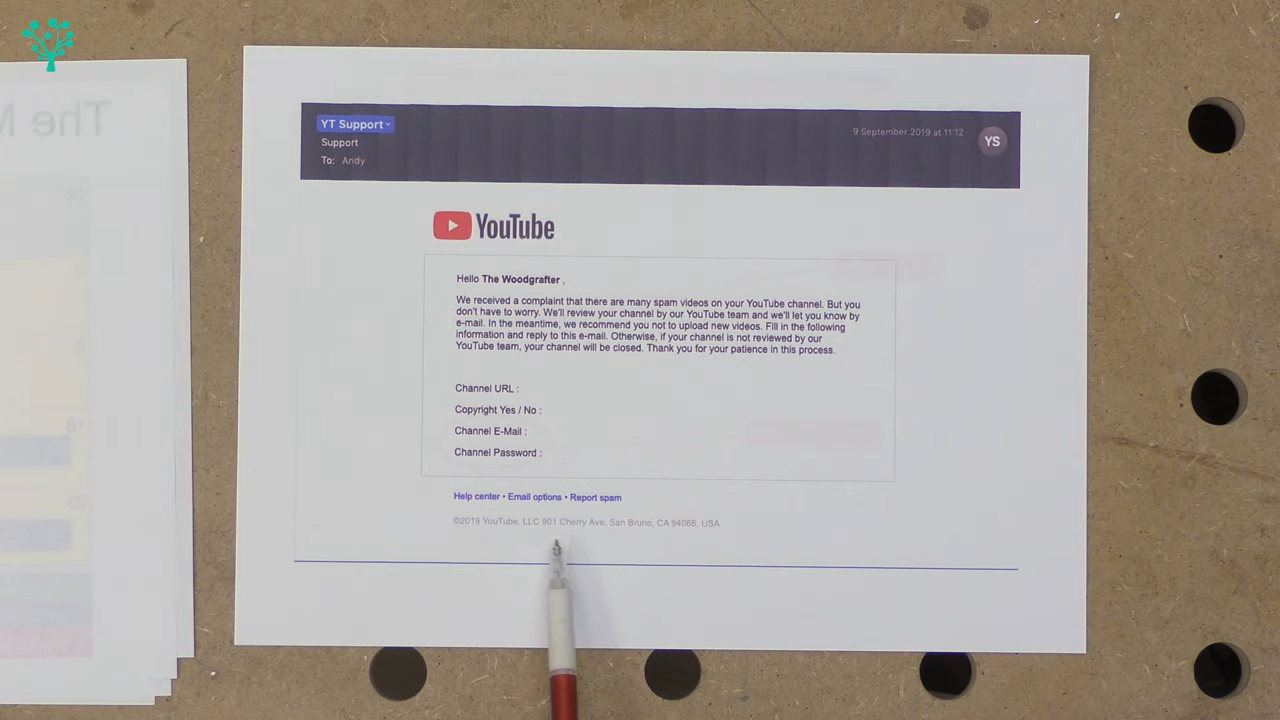 The M
YT Support
9 September 2019 at 11:12
YS
Support
To: Andy
YouTube
Hello The Woodgrafter ,
We received a complaint that there are many spam videos on your YouTube channel. But you
don't have to worry. We'll review your channel by our YouTube team and we'll let you know by
e-mail. In the meantime, we recommend you not to upload new videos. Fill in the following
information and reply to this e-mail. Otherwise, if your channel is not reviewed by our
YouTube team, your channel will be closed. Thank you for your patience in this process.
Channel URL :
Copyright Yes / No :
Channel E-Mail :
Channel Password :
Help center • Email options • Report spam
©2019 YouTube, LLC 901 Cherry Ave, San Bruno, CA 94066, USA